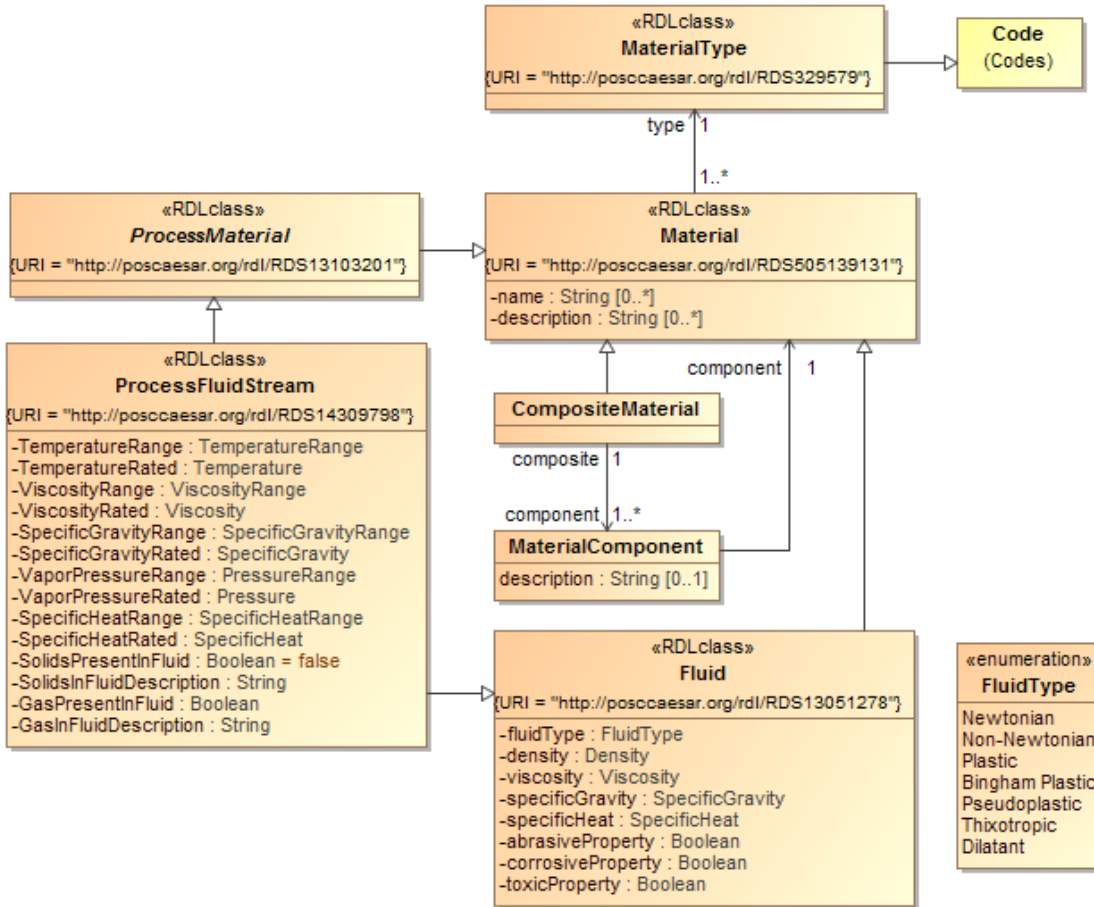 «RDLclass»
MaterialType
{URI = "http://posccaesar.org/rdl/RDS329579"}
Code
(Codes)
type 1
1..*
«RDLclass»
ProcessMaterial
{URI = "http://poscaesar.org/rdl/RDS13103201"}
«RDLclass»
Material
{URI = "http://poscaesar.org/rdl/RDS505139131"}
-name : String [0..*]
-description : String [0..*]
«RDLclass»
ProcessFluidStream
{URI = "http://posccaesar.org/rdl/RDS14309798"}
-TemperatureRange : TemperatureRange
-TemperatureRated : Temperature
-ViscosityRange : ViscosityRange
-ViscosityRated : Viscosity
-SpecificGravityRange : SpecificGravityRange
-SpecificGravityRated : SpecificGravity
-VaporPressureRange : PressureRange
-VaporPressureRated : Pressure
-SpecificHeatRange : SpecificHeatRange
-SpecificHeatRated : SpecificHeat
-SolidsPresentInFluid : Boolean = false
-SolidsInFluidDescription : String
-GasPresentInFluid : Boolean
-GasInFluidDescription : String
component 1
CompositeMaterial
composite 1
component 1..*
MaterialComponent
description : String [0..1]
«RDLclass»
Fluid
{URI = "http://posccaesar.org/rdl/RDS13051278"}
-fluidType : FluidType
-density : Density
-viscosity : Viscosity
-specificGravity : SpecificGravity
-specificHeat : SpecificHeat
-abrasiveProperty : Boolean
-corrosiveProperty : Boolean
-toxicProperty : Boolean
«enumeration»
FluidType
Newtonian
Non-Newtonian
Plastic
Bingham Plastic
Pseudoplastic
Thixotropic
Dilatant